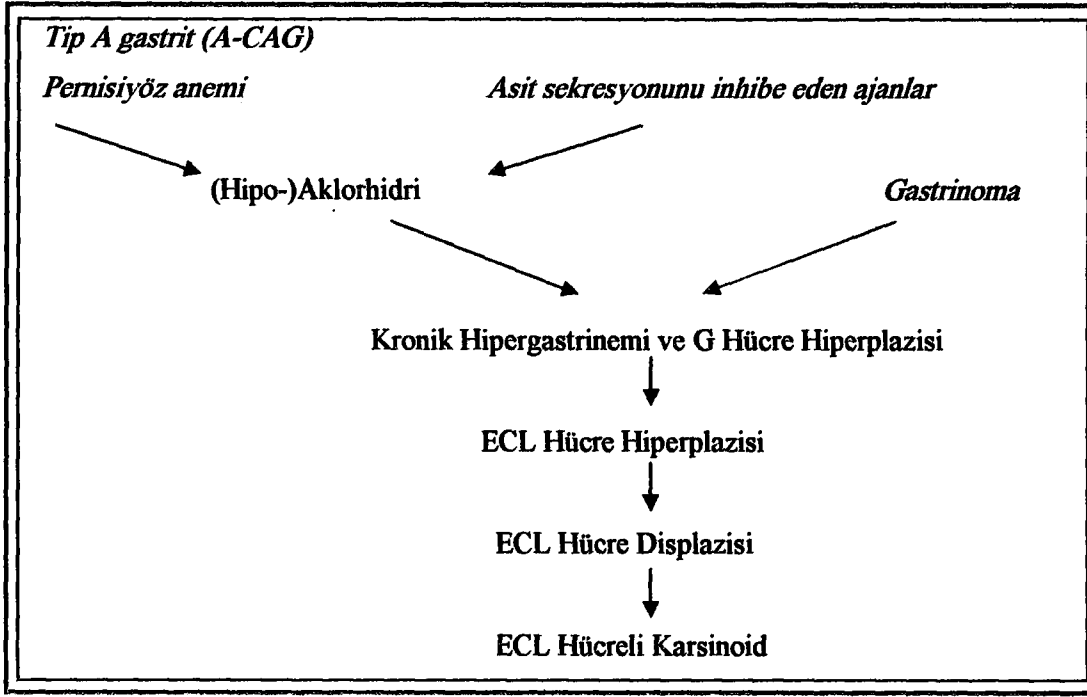 Tip A gastrit (A-CAG)
Pernisiyöz anemi Asit sekresyonunu inhibe eden ajanlar
(Hipo-)Aklorhidri Gastrinoma
Kronik Hipergastrinemi ve G Hücre Hiperplazisi
ECL Hücre Hiperplazisi
ECL Hücre Displazisi
ECL Hücreli Karsinoid